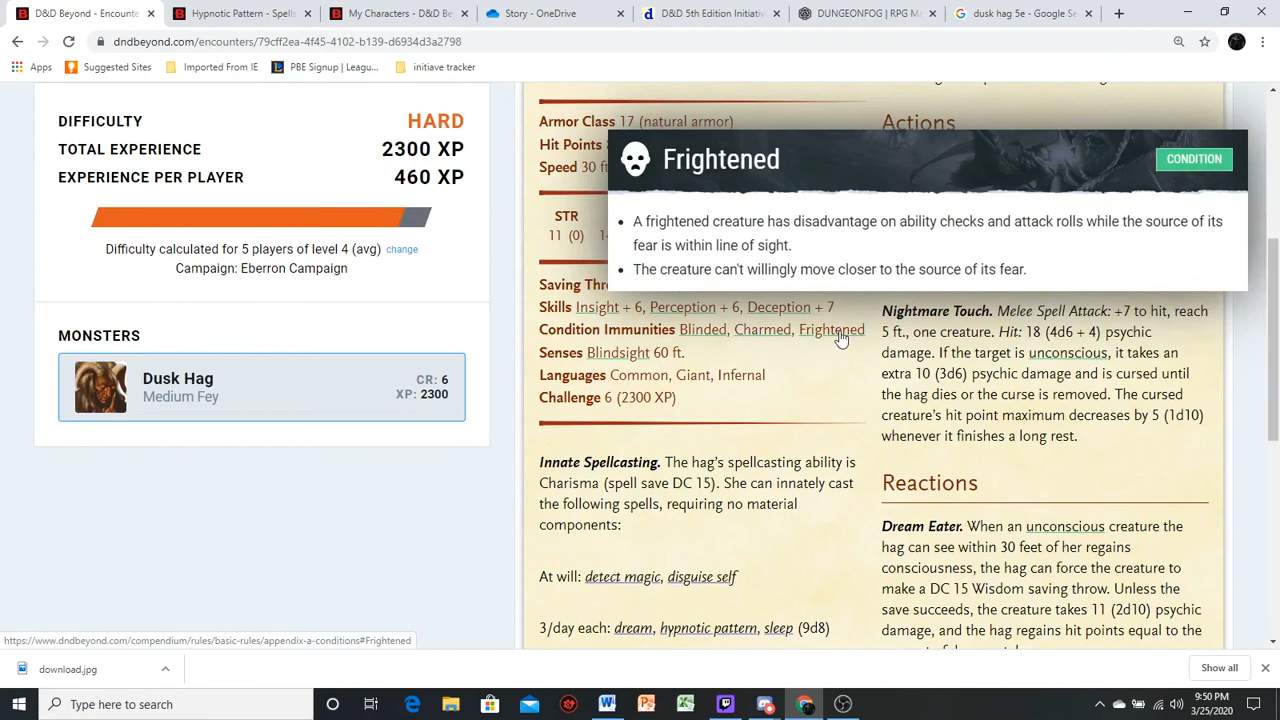 D&D Beyond - Encounte
Hypnotic Pattern - Spells
My Characters - D&D Be
Story - OneDrive
D&D 5th Edition Initiativ
DUNGEONFOG | RPG Ma
dusk hag 5e - Google Se
dndbeyond.com/encounters/79cff2ea-4f45-4102-b139-d6934d3a2798
Apps
Suggested Sites
Imported From IE
PBE Signup | Leagu...
initiave tracker
DIFFICULTY HARD
TOTAL EXPERIENCE 2300 XP
EXPERIENCE PER PLAYER 460 XP
Difficulty calculated for 5 players of level 4 (avg) change
Campaign: Eberron Campaign
MONSTERS
Dusk Hag
Medium Fey
CR: 6
XP: 2300
Armor Class 17 (natural armor)
Hit Points
Speed 30 ft
STR
11 (0)
Saving Thr
Skills Insight + 6, Perception + 6, Deception + 7
Condition Immunities Blinded, Charmed, Frightened
Senses Blindsight 60 ft.
Languages Common, Giant, Infernal
Challenge 6 (2300 XP)
Innate Spellcasting. The hag's spellcasting ability is
Charisma (spell save DC 15). She can innately cast
the following spells, requiring no material
components:
At will: detect magic, disguise self
3/day each: dream, hypnotic pattern, sleep (9d8)
Actions
Frightened
CONDITION
A frightened creature has disadvantage on ability checks and attack rolls while the source of its
fear is within line of sight.
The creature can't willingly move closer to the source of its fear.
Nightmare Touch. Melee Spell Attack: +7 to hit, reach
5 ft., one creature. Hit: 18 (4d6 + 4) psychic
damage. If the target is unconscious, it takes an
extra 10 (3d6) psychic damage and is cursed until
the hag dies or the curse is removed. The cursed
creature's hit point maximum decreases by 5 (1d10)
whenever it finishes a long rest.
Reactions
Dream Eater. When an unconscious creature the
hag can see within 30 feet of her regains
consciousness, the hag can force the creature to
make a DC 15 Wisdom saving throw. Unless the
save succeeds, the creature takes 11 (2d10) psychic
damage, and the hag regains hit points equal to the
https://www.dndbeyond.com/compendium/rules/basic-rules/appendix-a-conditions#Frightened
download.jpg
Show all
Type here to search
9:50 PM
3/25/2020